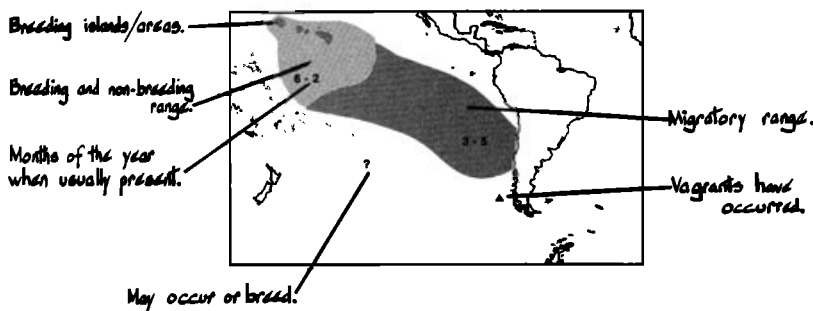 Breeding islands/areas.
Breeding and non-breeding
range.
6 - 2
Months of the year
when usually present.
3 - 5
Migratory range.
?
Vagrants have
occurred.
May occur or breed.